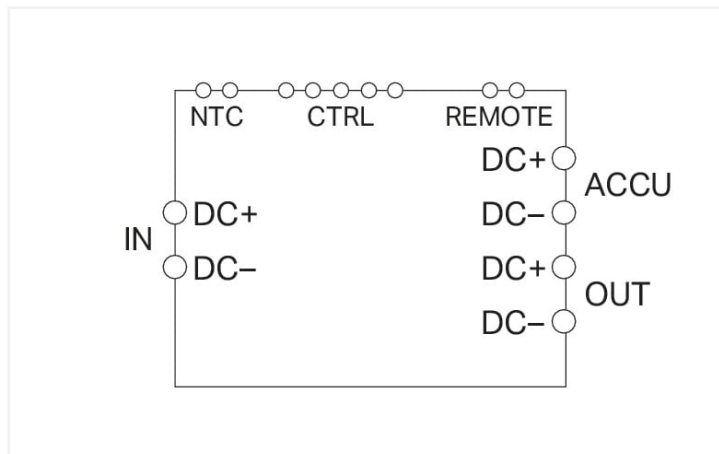 NTC CTRL REMOTE
DC+
ACCU
DC+ DC–
IN
DC– DC+
OUT
DC–